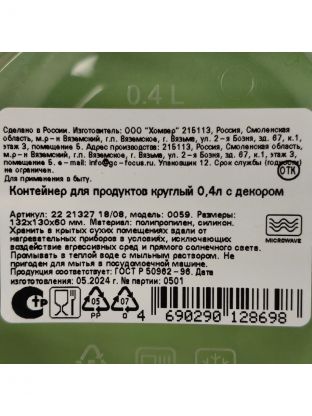 0.4 L
Сделано в России. Изготовитель: ООО "Хомвер" 215113, Россия, Смоленская
область, м.р-н Вяземский, г.п. Вяземское, г. Вязьма, ул. 2-я Бозня, зд. 67, к.1,
этаж 3, помещение 5. Адрес производства: 215113, Россия, Смоленская область,
м.р-н Вяземский, г.п. Вяземское, г. Вязьма, ул. 2-я Бозня, зд. 67, к.1, этаж 3,
помещение 5. e-mail: info@gc-focus.ru. Упаковщик 12. Срок службы (годности)
не ограничен.
Для применения в быту.
ОТК
Контейнер для продуктов круглый 0,4л с декором
Артикул: 22 21327 18/08, модель: 0059. Размеры:
132х130х60 мм. Материал: полипропилен, силикон.
Хранить в крытых сухих помещениях вдали от
нагревательных приборов в условиях, исключающих
воздействие агрессивных сред и прямого солнечного света.
Промывать в теплой воде с мыльным раствором. Не
пригоден для мытья в посудомоечной машине.
Продукция соответствует: ГОСТ Р 50962 - 96. Дата
изготовления: 05.2024 г. № партии: 0501
MICROWAVE
05
PP
07
O
4 690290 128698